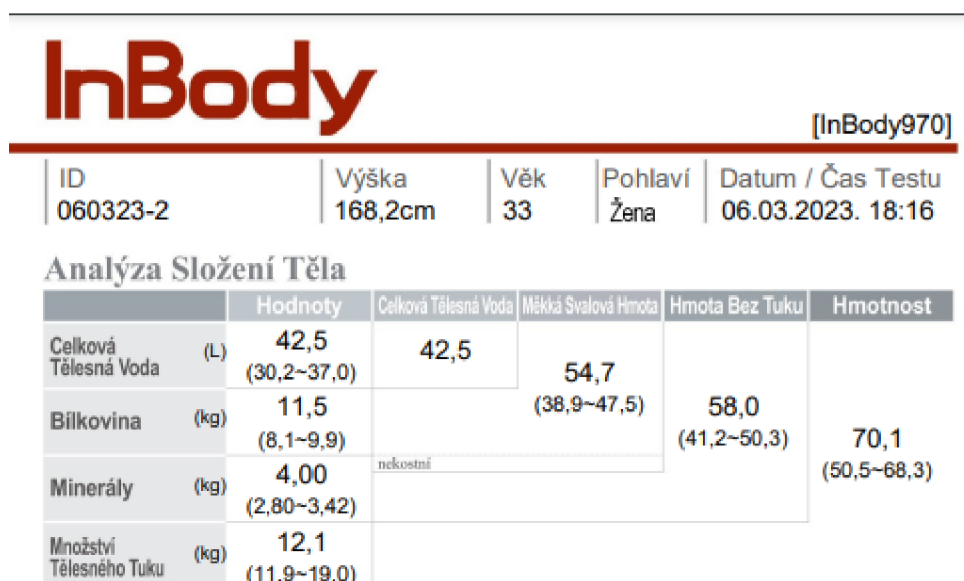 InBody
[InBody970]
ID Výška Věk Pohlaví Datum / Čas Testu
060323-2 168,2cm 33 Žena 06.03.2023. 18:16
Analýza Složení Těla
Hodnoty Celková Tělesná Voda Měkká Svalová Hmota Hmota Bez Tuku Hmotnost
Celková Tělesná Voda (L) 42,5 (30,2~37,0) 42,5
54,7 (38,9~47,5)
Bílkovina (kg) 11,5 (8,1~9,9)
58,0 (41,2~50,3)
70,1 (50,5~68,3)
nekostní
Minerály (kg) 4,00 (2,80~3,42)
Množství Tělesného Tuku (kg) 12,1 (11,9~19,0)